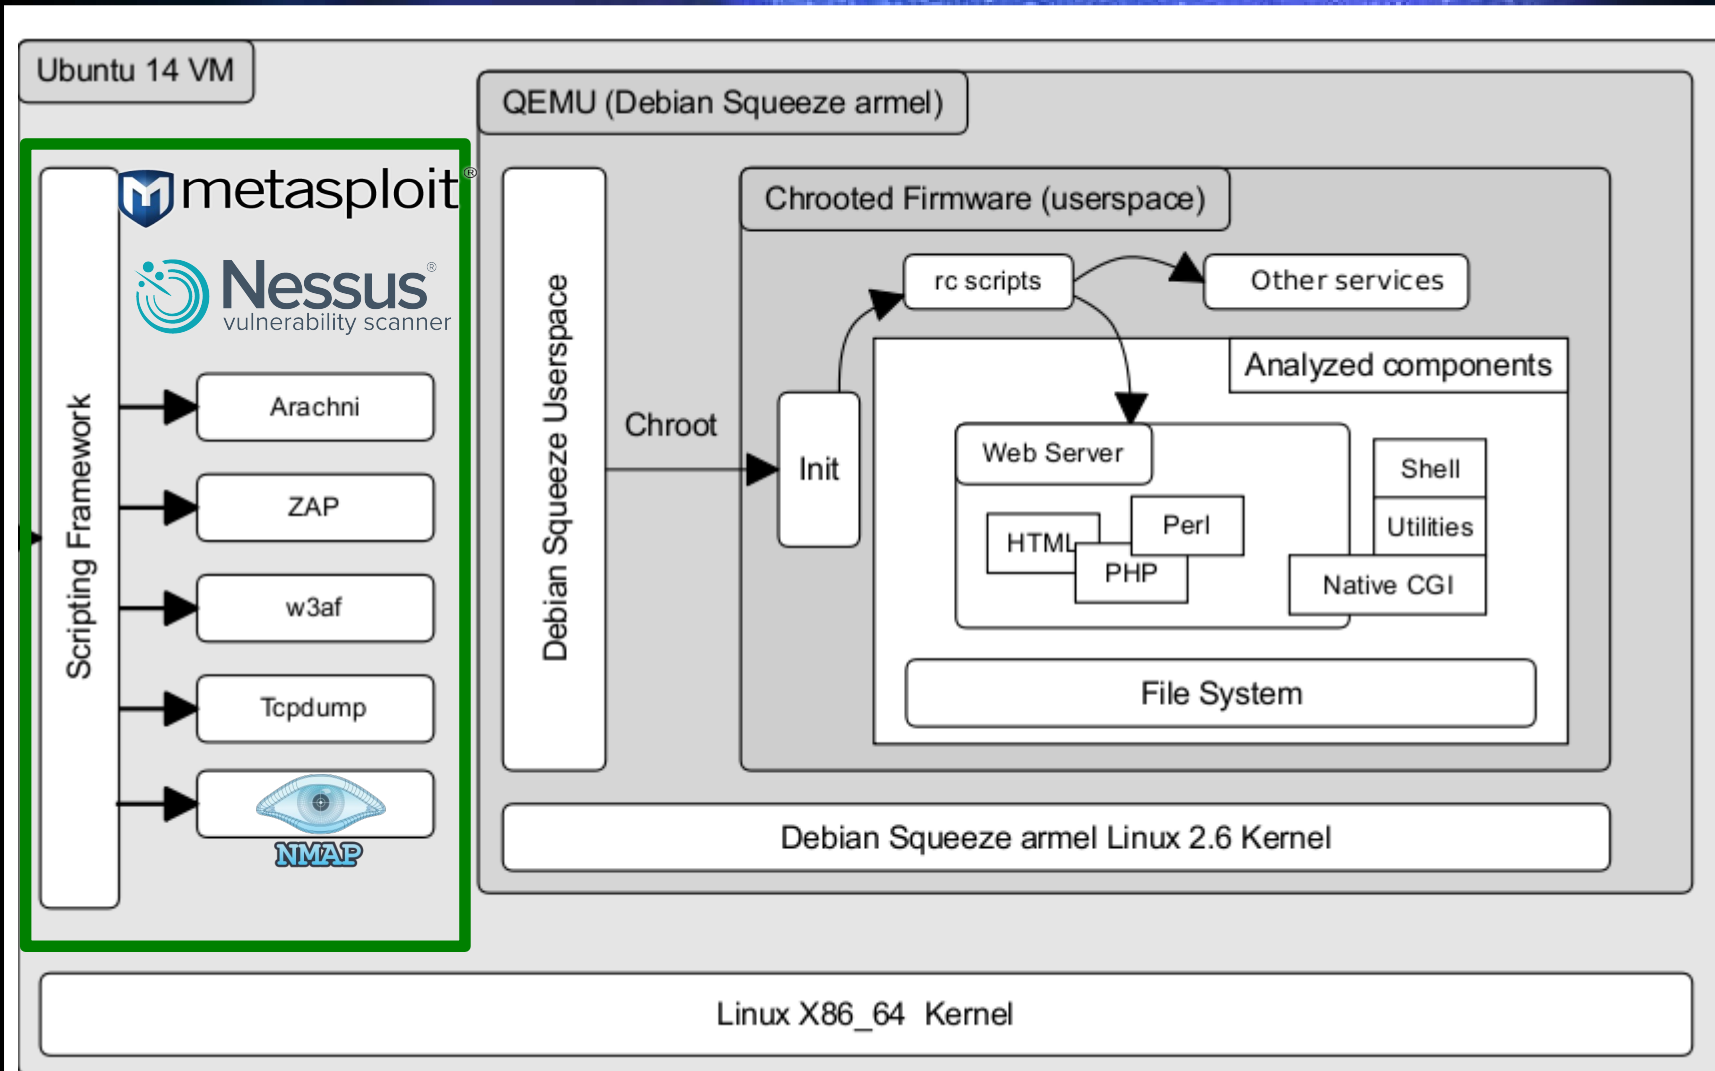 Ubuntu 14 VM
QEMU (Debian Squeeze armel)
metasploit®
Nessus®
vulnerability scanner
Scripting Framework
Arachni
ZAP
w3af
Tcpdump
NMAP
Debian Squeeze Userspace
Chroot
Chrooted Firmware (userspace)
Init
rc scripts
Other services
Analyzed components
Web Server
HTML
PHP
Perl
Shell
Utilities
Native CGI
File System
Debian Squeeze armel Linux 2.6 Kernel
Linux X86_64 Kernel